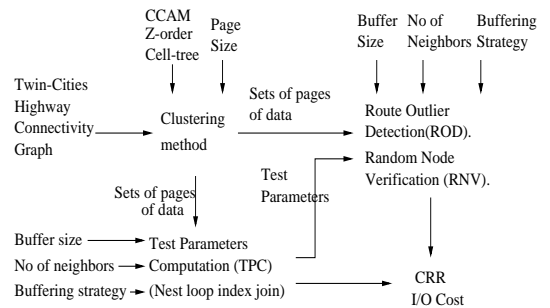 CCAM
Z-order
Cell-tree
Page
Size
Buffer
Size
No of
Neighbors
Buffering
Strategy
Twin-Cities
Highway
Connectivity
Graph
Clustering
method
Sets of pages
of data
Route Outlier
Detection(ROD).
Random Node
Verification (RNV).
Test
Parameters
Sets of pages
of data
Buffer size
No of neighbors
Buffering strategy
Test Parameters
Computation (TPC)
(Nest loop index join)
CRR
I/O Cost